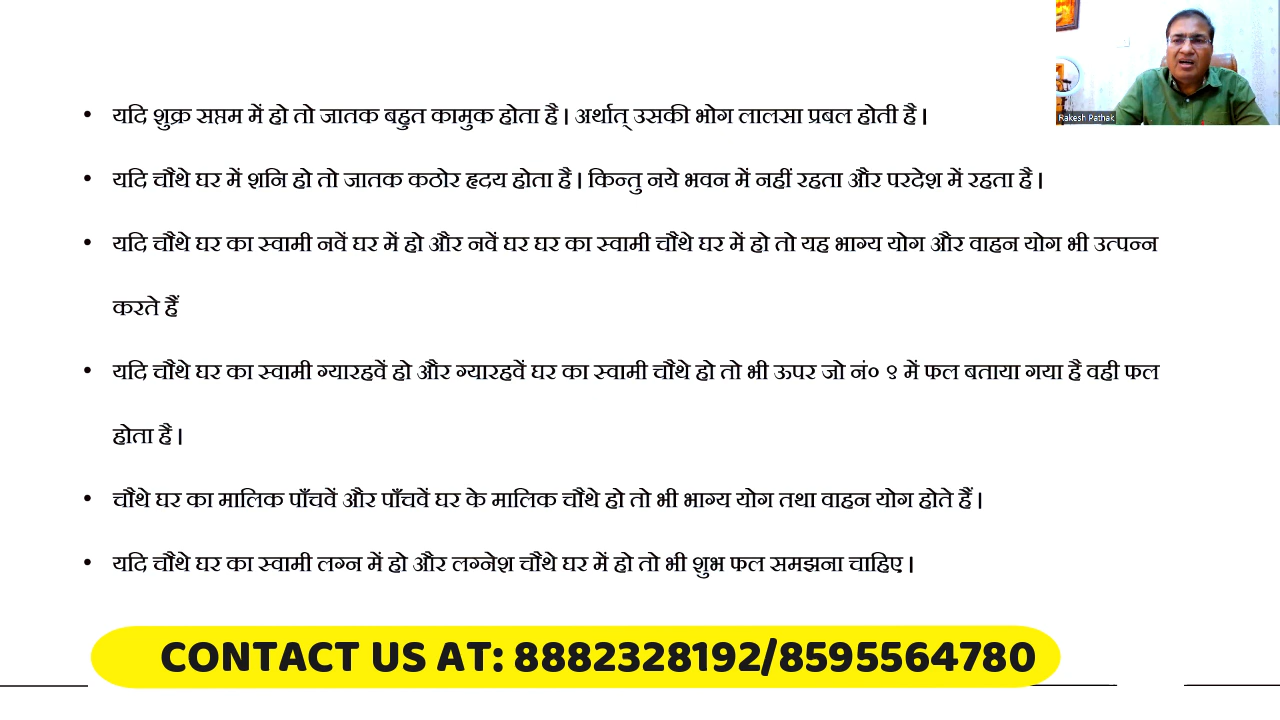 Rakesh Pathak
• यदि शुक्र सप्तम में हो तो जातक बहुत कामुक होता है। अर्थात् उसकी भोग लालसा प्रबल होती है।
• यदि चौथे घर में शनि हो तो जातक कठोर हृदय होता है। किन्तु नये भवन में नहीं रहता और परदेश में रहता है।
• यदि चौथे घर का स्वामी नवें घर में हो और नवें घर घर का स्वामी चौथे घर में हो तो यह भाग्य योग और वाहन योग भी उत्पन्न
करते हैं
• यदि चौथे घर का स्वामी ग्यारहवें हो और ग्यारहवें घर का स्वामी चौथे हो तो भी ऊपर जो नं० ९ में फल बताया गया है वही फल
होता है।
• चौथे घर का मालिक पाँचवें और पाँचवें घर के मालिक चौथे हो तो भी भाग्य योग तथा वाहन योग होते हैं।
• यदि चौथे घर का स्वामी लग्न में हो और लग्नेश चौथे घर में हो तो भी शुभ फल समझना चाहिए।
CONTACT US AT: 8882328192/8595564780